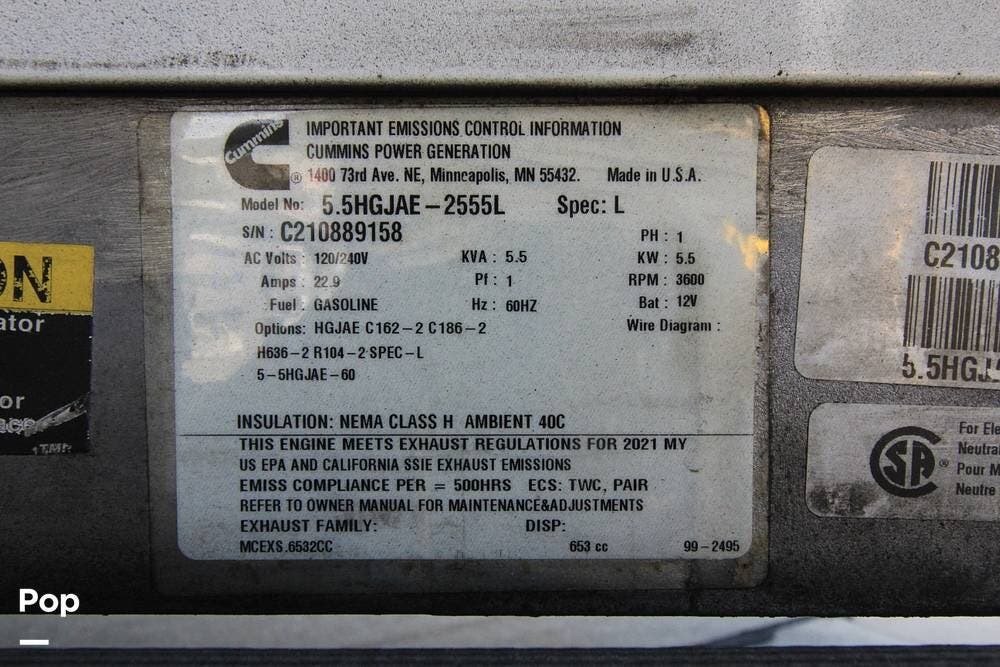 Cummins
IMPORTANT EMISSIONS CONTROL INFORMATION
CUMMINS POWER GENERATION
® 1400 73rd Ave. NE, Minncapolis, MN 55432. Made in U.S.A.
Model No: 5.5HGJAE-2555L Spec: L
S/N : C210889158 PH : 1
AC Volts : 120/240V KVA : 5.5 KW : 5.5
Amps : 22.9 Pf : 1 RPM : 3600
Fuel : GASOLINE Hz : 60HZ Bat : 12V
Options: HGJAE C162-2 C186-2 Wire Diagram :
H636-2 R104-2 SPEC-L
5-5HGJAE-60
INSULATION: NEMA CLASS H AMBIENT 40C
THIS ENGINE MEETS EXHAUST REGULATIONS FOR 2021 MY
US EPA AND CALIFORNIA SSIE EXHAUST EMISSIONS
EMISS COMPLIANCE PER = 500HRS ECS: TWC, PAIR
REFER TO OWNER MANUAL FOR MAINTENANCE&ADJUSTMENTS
EXHAUST FAMILY: DISP:
MCEXS.6532CC 653 cc 99-2495
ON
ator
or
C2108
5.5HGJ
SA ®
For Ele
Neutra
Pour M
Neutre
Pop